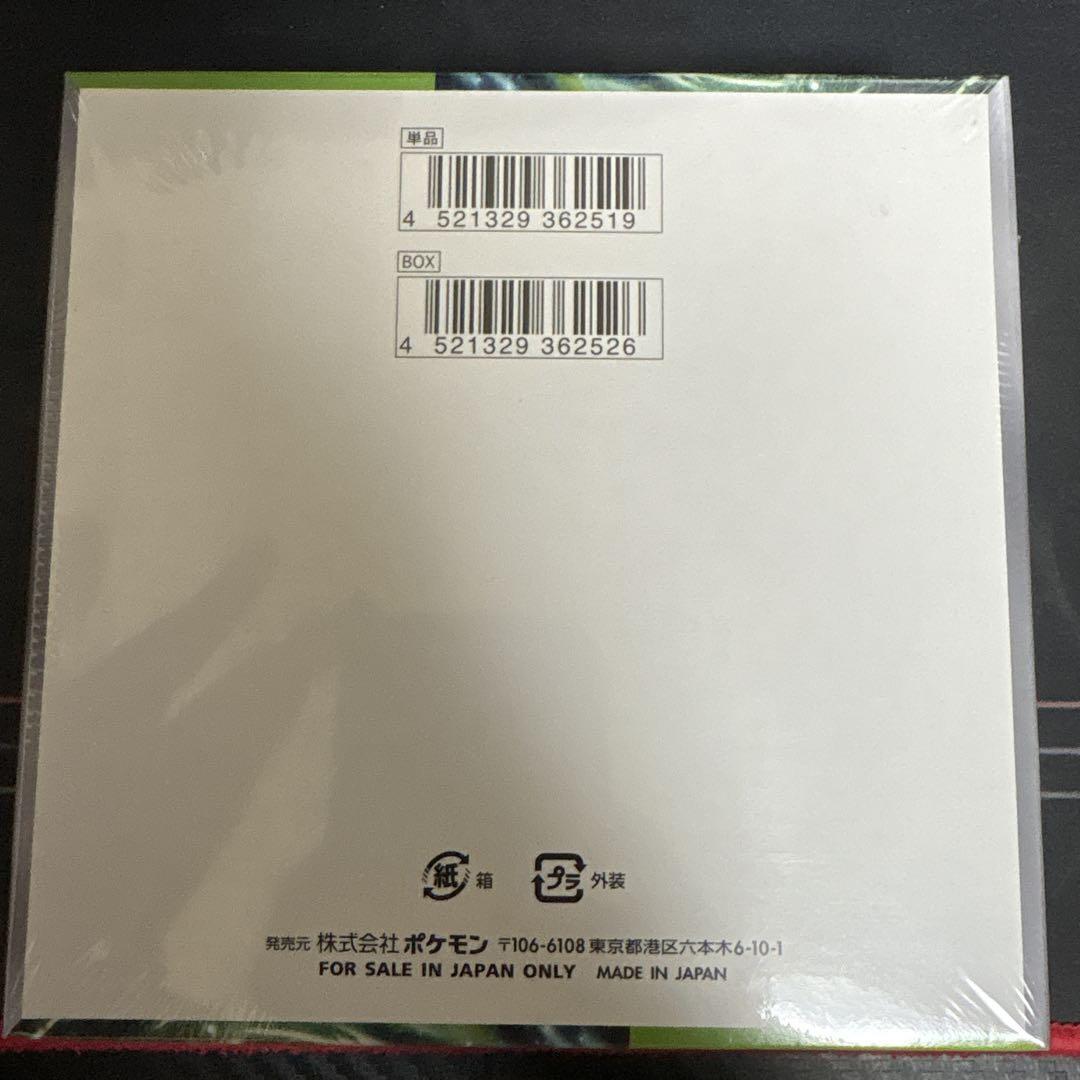 単品
4 521329 362519
BOX
4 521329 362526
紙 箱 プラ 外装
発売元 株式会社 ポケモン 〒106-6108 東京都港区六本木6-10-1
FOR SALE IN JAPAN ONLY MADE IN JAPAN